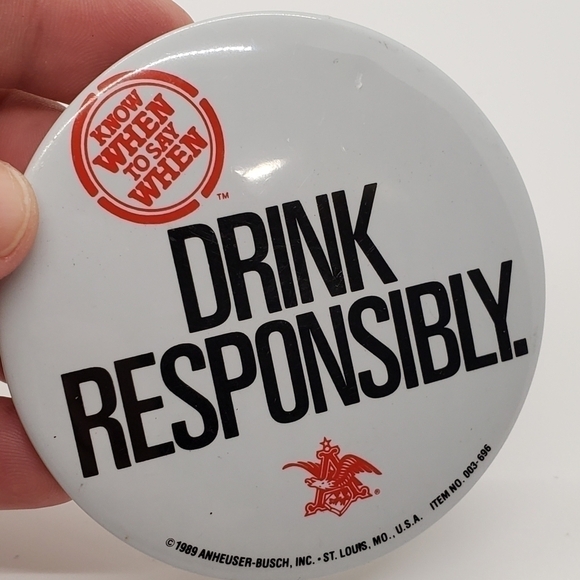 KNOW
WHEN
TO SAY
WHEN
™
DRINK
RESPONSIBLY.
A
®
©1989 ANHEUSER-BUSCH, INC. • ST. LOUIS, MO., U.S.A. ITEM NO. 003-696